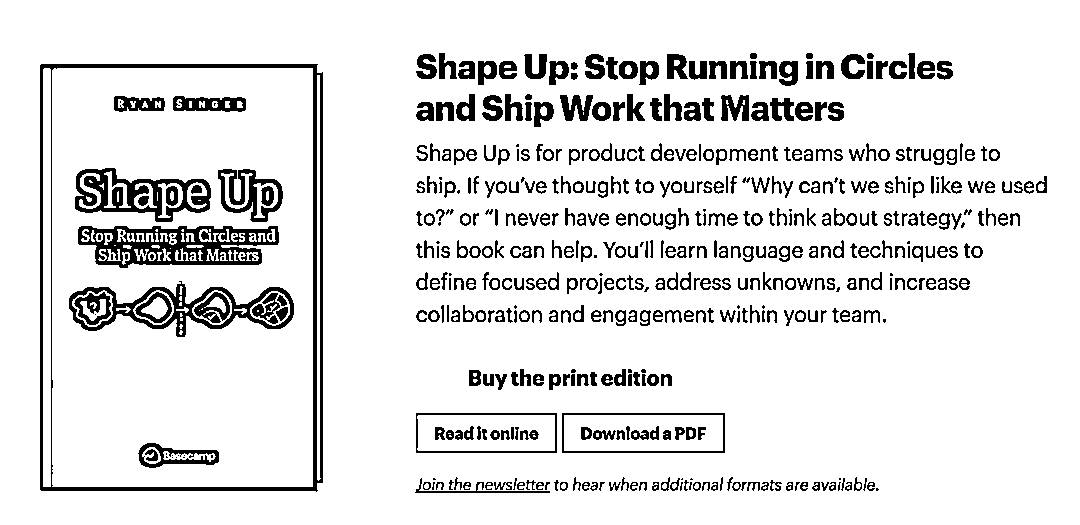 RYAN SINGER
Shape Up
Stop Running in Circles and
Ship Work that Matters
Basecamp
Shape Up: Stop Running in Circles
and Ship Work that Matters
Shape Up is for product development teams who struggle to
ship. If you’ve thought to yourself “Why can’t we ship like we used
to?” or “I never have enough time to think about strategy,” then
this book can help. You’ll learn language and techniques to
define focused projects, address unknowns, and increase
collaboration and engagement within your team.
Buy the print edition
Read it online
Download a PDF
Join the newsletter to hear when additional formats are available.